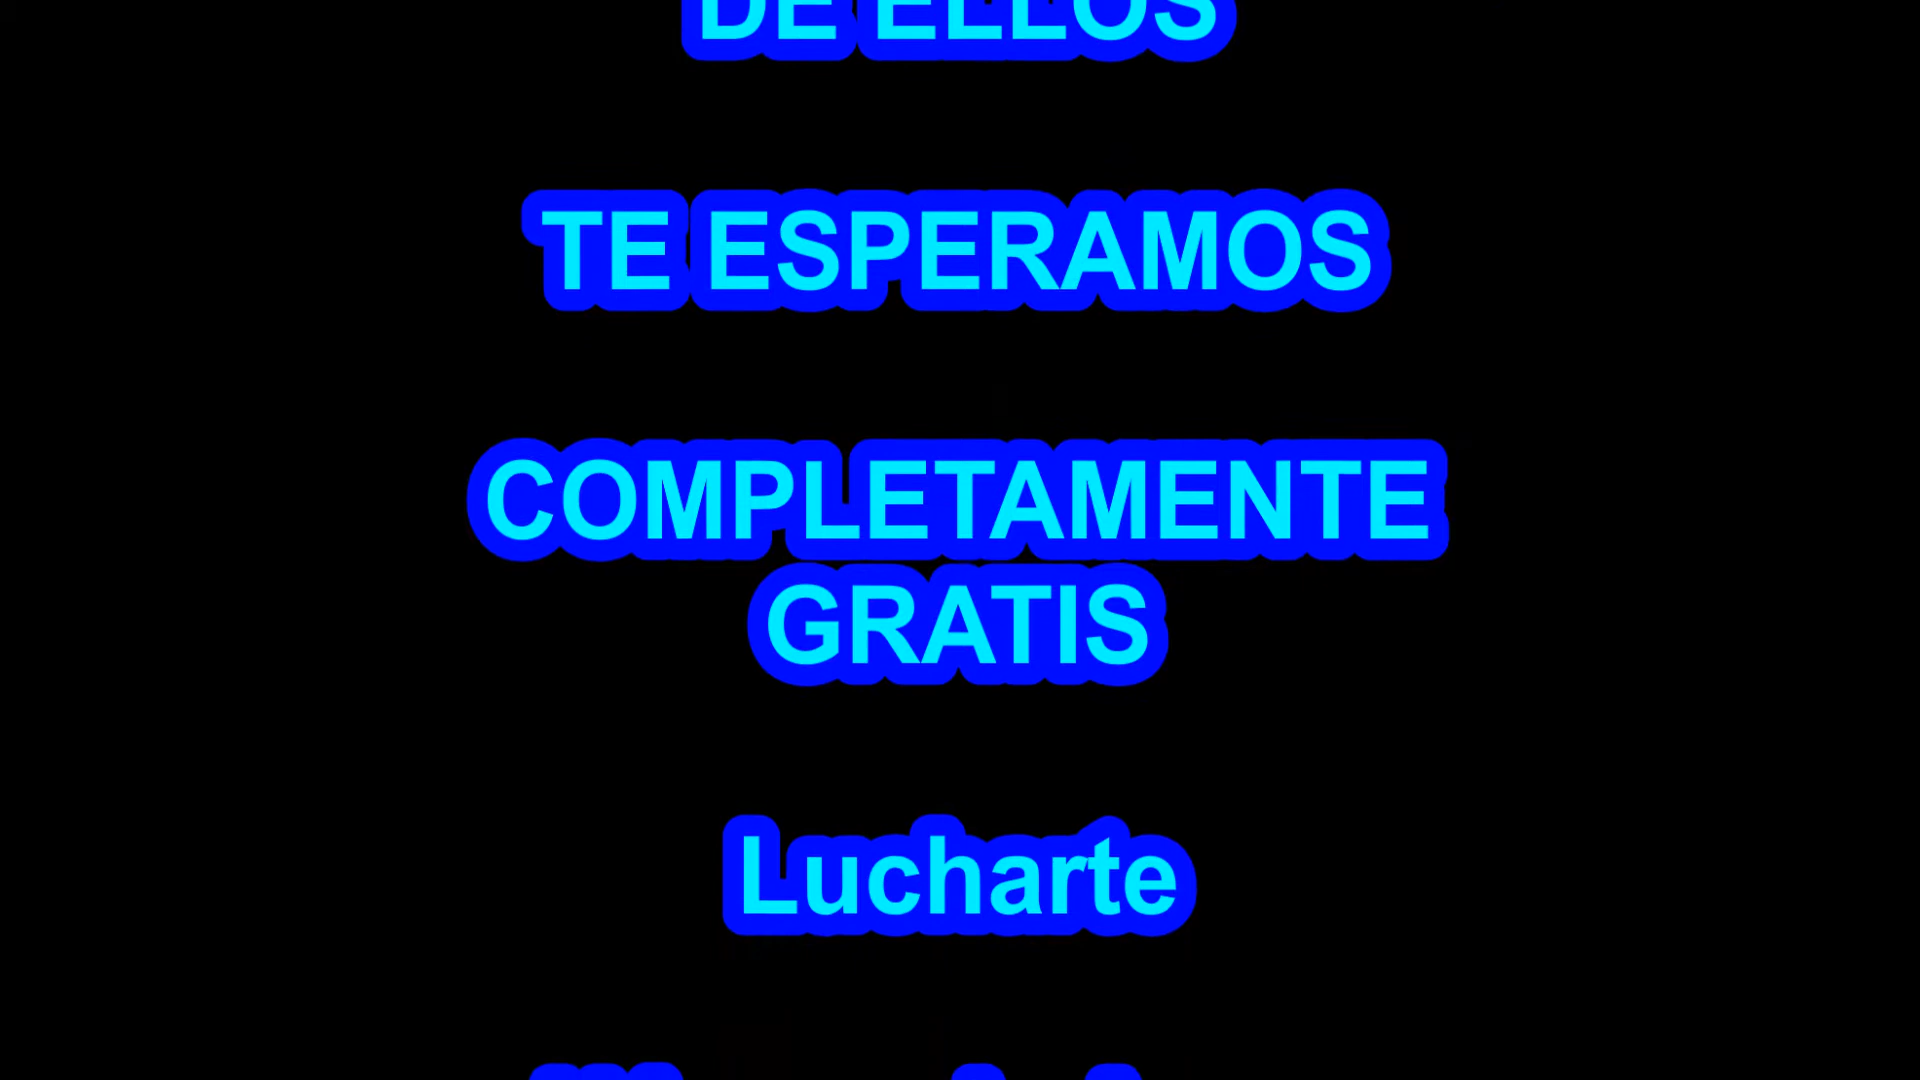 DE ELLOS
TE ESPERAMOS
COMPLETAMENTE
GRATIS
Lucharte